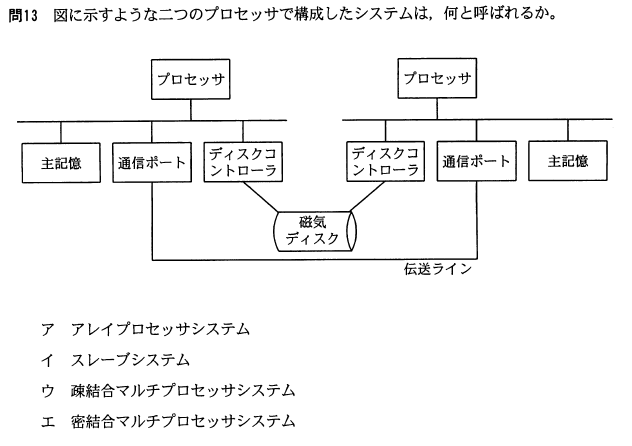 問13 図に示すような二つのプロセッサで構成したシステムは，何と呼ばれるか。
プロセッサ
プロセッサ
主記憶
通信ポート
ディスクコ
ントローラ
ディスクコ
ントローラ
通信ポート
主記憶
磁気
ディスク
伝送ライン
ア アレイプロセッサシステム
イ スレーブシステム
ウ 疎結合マルチプロセッサシステム
エ 密結合マルチプロセッサシステム